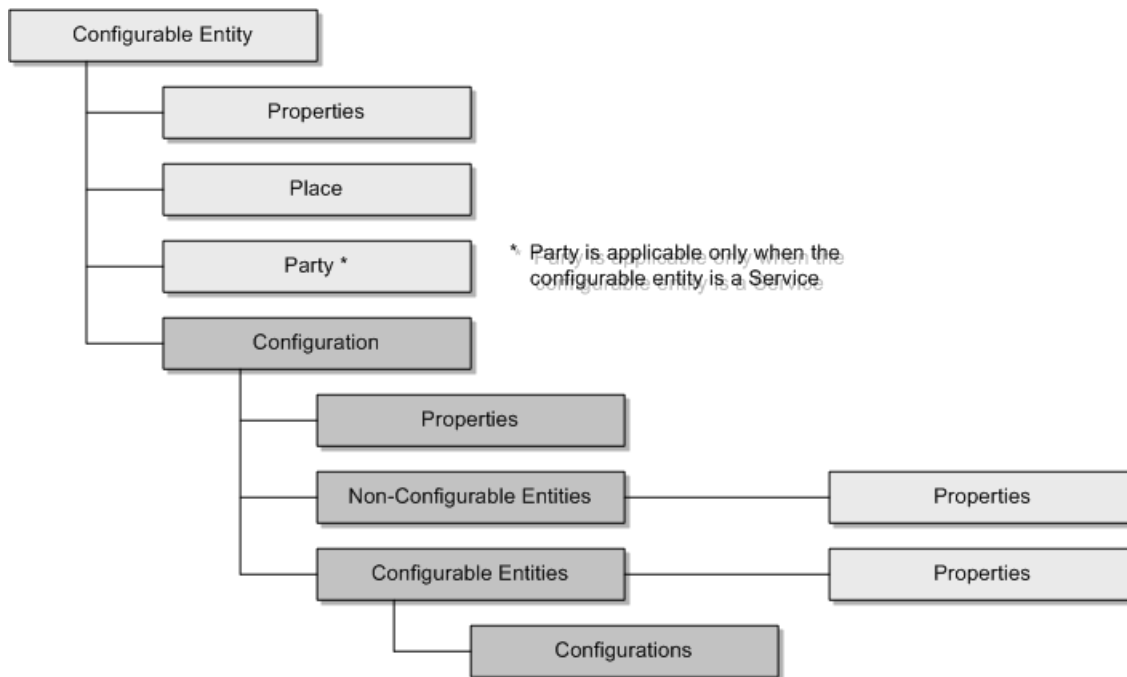 Configurable Entity
Properties
Place
Party *
* Party is applicable only when the
configurable entity is a Service
Configuration
Properties
Non-Configurable Entities
Properties
Configurable Entities
Properties
Configurations